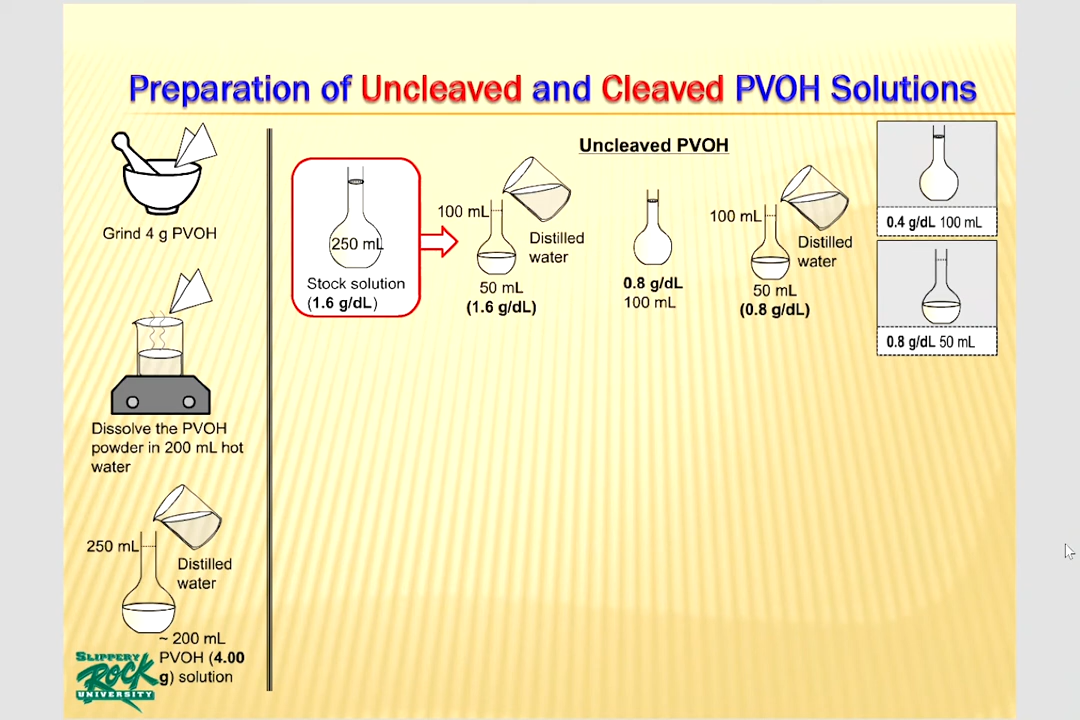 Preparation of Uncleaved and Cleaved PVOH Solutions
Grind 4 g PVOH
Dissolve the PVOH
powder in 200 mL hot
water
250 mL
Distilled
water
~ 200 mL
PVOH (4.00
g) solution
SLIPPERY
ROCK
UNIVERSITY
Uncleaved PVOH
250 mL
Stock solution
(1.6 g/dL)
100 mL
Distilled
water
50 mL
(1.6 g/dL)
0.8 g/dL
100 mL
100 mL
Distilled
water
50 mL
(0.8 g/dL)
0.4 g/dL 100 mL
0.8 g/dL 50 mL